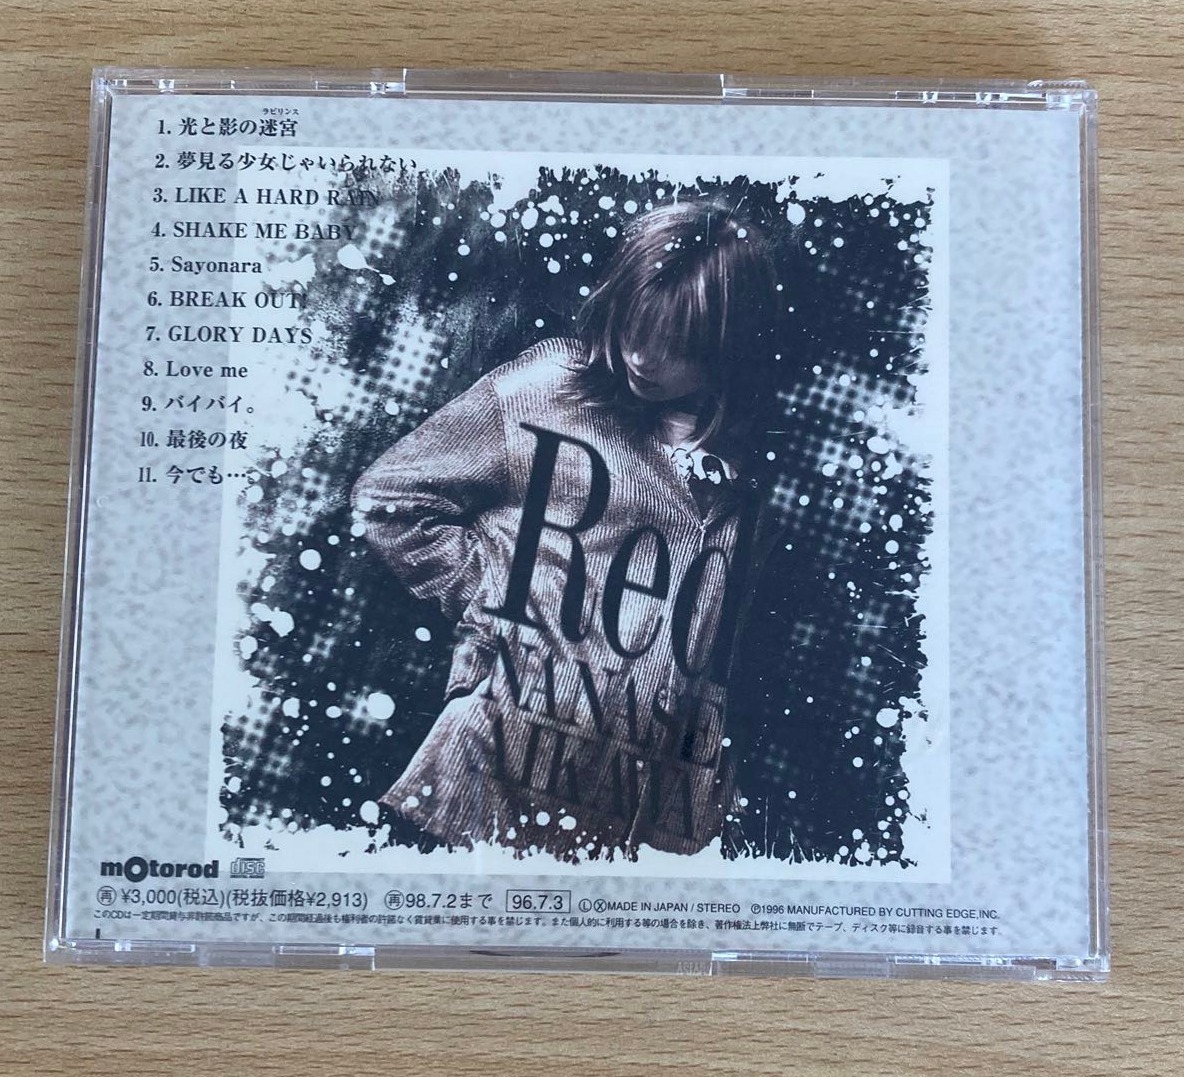 ラビリンス
1. 光と影の迷宮
2. 夢見る少女じゃいられない
3. LIKE A HARD RAIN
4. SHAKE ME BABY
5. Sayonara
6. BREAK OUT!
7. GLORY DAYS
8. Love me
9. バイバイ。
10. 最後の夜
11. 今でも…。
Red
NANASE
AIKAWA
motorod disc
再 ¥3,000(税込)(税抜価格¥2,913) 再98.7.2まで 96.7.3 ⓁⓍMADE IN JAPAN / STEREO ℗1996 MANUFACTURED BY CUTTING EDGE,INC.
このCDは一定期間貸与非許諾商品ですが、この期間経過後も権利者の許諾なく賃貸業に使用する事を禁じます。また個人的に利用する等の場合を除き、著作権法上弊社に無断でテープ、ディスク等に録音する事を禁じます。